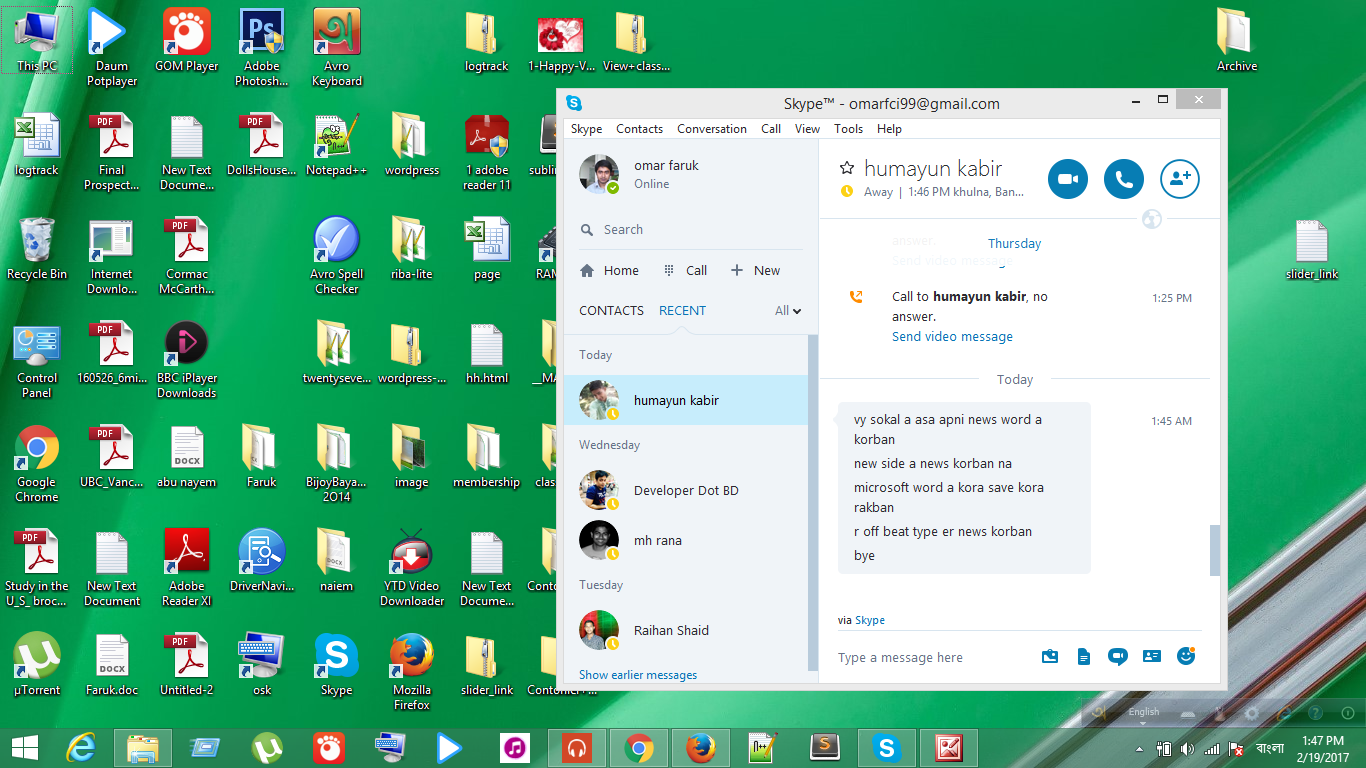 This PC
Daum
Potplayer
GOM Player
Adobe
Photosh...
Avro
Keyboard
logtrack
1-Happy-V...
View+class...
Archive
logtrack
Final
Prospect...
New Text
Docume...
DollsHouse...
Notepad++
wordpress
1 adobe
reader 11
sublin
Recycle Bin
Internet
Downlo...
Cormac
McCarth...
Avro Spell
Checker
riba-lite
page
RAM
slider_link
Control
Panel
160526_6mi...
BBC iPlayer
Downloads
twentyseve...
wordpress-...
hh.html
__MA
Google
Chrome
UBC_Vanc...
abu nayem
Faruk
BijoyBaya...
2014
image
membership
class
Study in the
U_S_ broc...
New Text
Document
Adobe
Reader XI
DriverNavi...
naiem
YTD Video
Downloader
New Text
Docume...
Conto
µTorrent
Faruk.doc
Untitled-2
osk
Skype
Mozilla
Firefox
slider_link
Skype™ - omarfci99@gmail.com
Skype Contacts Conversation Call View Tools Help
omar faruk
Online
Search
Home Call New
CONTACTS RECENT All
Today
humayun kabir
Wednesday
Developer Dot BD
mh rana
Tuesday
Raihan Shaid
Show earlier messages
humayun kabir
Away | 1:46 PM khulna, Ban...
answer.
Send video message
Thursday
Call to humayun kabir, no
answer.
1:25 PM
Send video message
Today
vy sokal a asa apni news word a
korban
1:45 AM
new side a news korban na
microsoft word a kora save kora
rakban
r off beat type er news korban
bye
via Skype
Type a message here
English
বাংলা
1:47 PM
2/19/2017